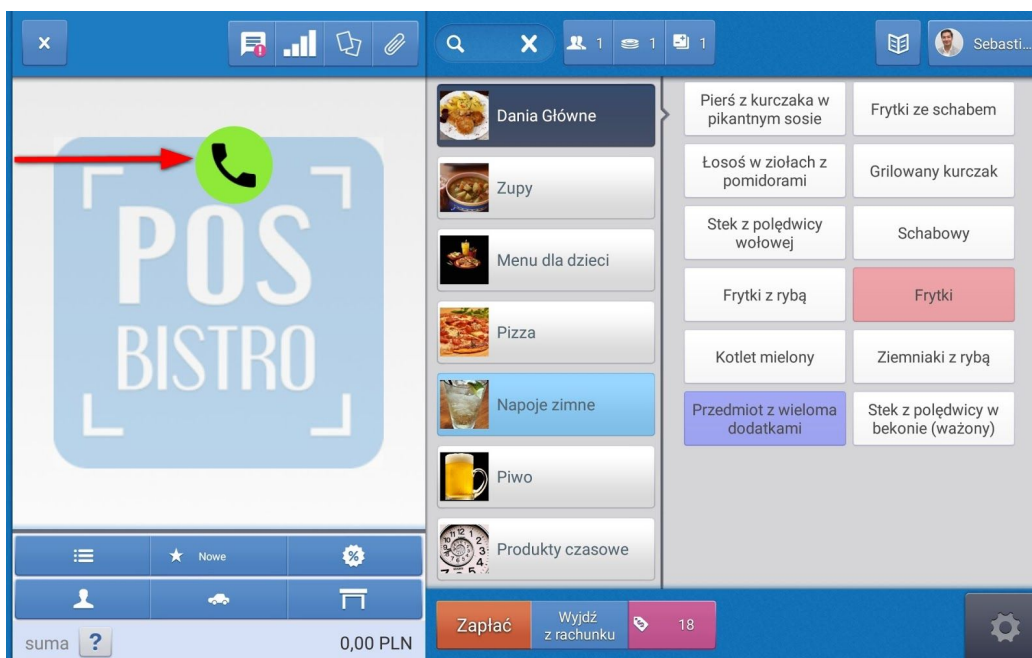 1
1
1
Sebasti...
POS
BISTRO
Dania Główne
Zupy
Menu dla dzieci
Pizza
Napoje zimne
Piwo
Produkty czasowe
Pierś z kurczaka w
pikantnym sosie
Frytki ze schabem
Łosoś w ziołach z
pomidorami
Grilowany kurczak
Stek z polędwicy
wołowej
Schabowy
Frytki z rybą
Frytki
Kotlet mielony
Ziemniaki z rybą
Przedmiot z wieloma
dodatkami
Stek z polędwicy w
bekonie (ważony)
Nowe
%
suma ? 0,00 PLN
Zapłać
Wyjdź
z rachunku
18